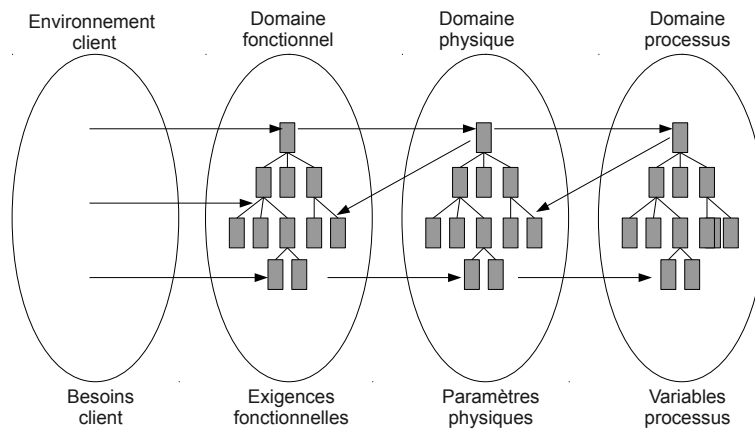 Environnement
client
Domaine
fonctionnel
Domaine
physique
Domaine
processus
Besoins
client
Exigences
fonctionnelles
Paramètres
physiques
Variables
processus